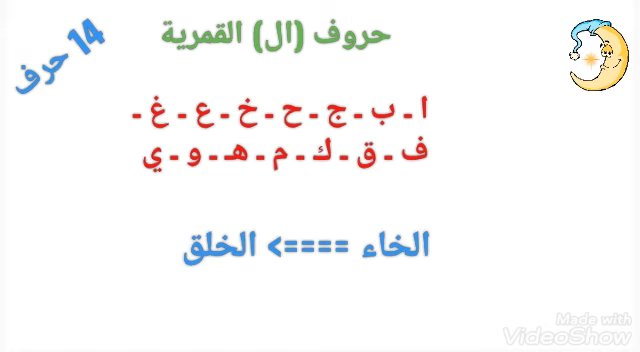 حروف (ال) القمرية
14 حرف
ا - ب - ج - ح - خ - ع - غ -
ف - ق - ك - م - هـ - و - ي
الخاء ====> الخلق
Made with
VideoShow